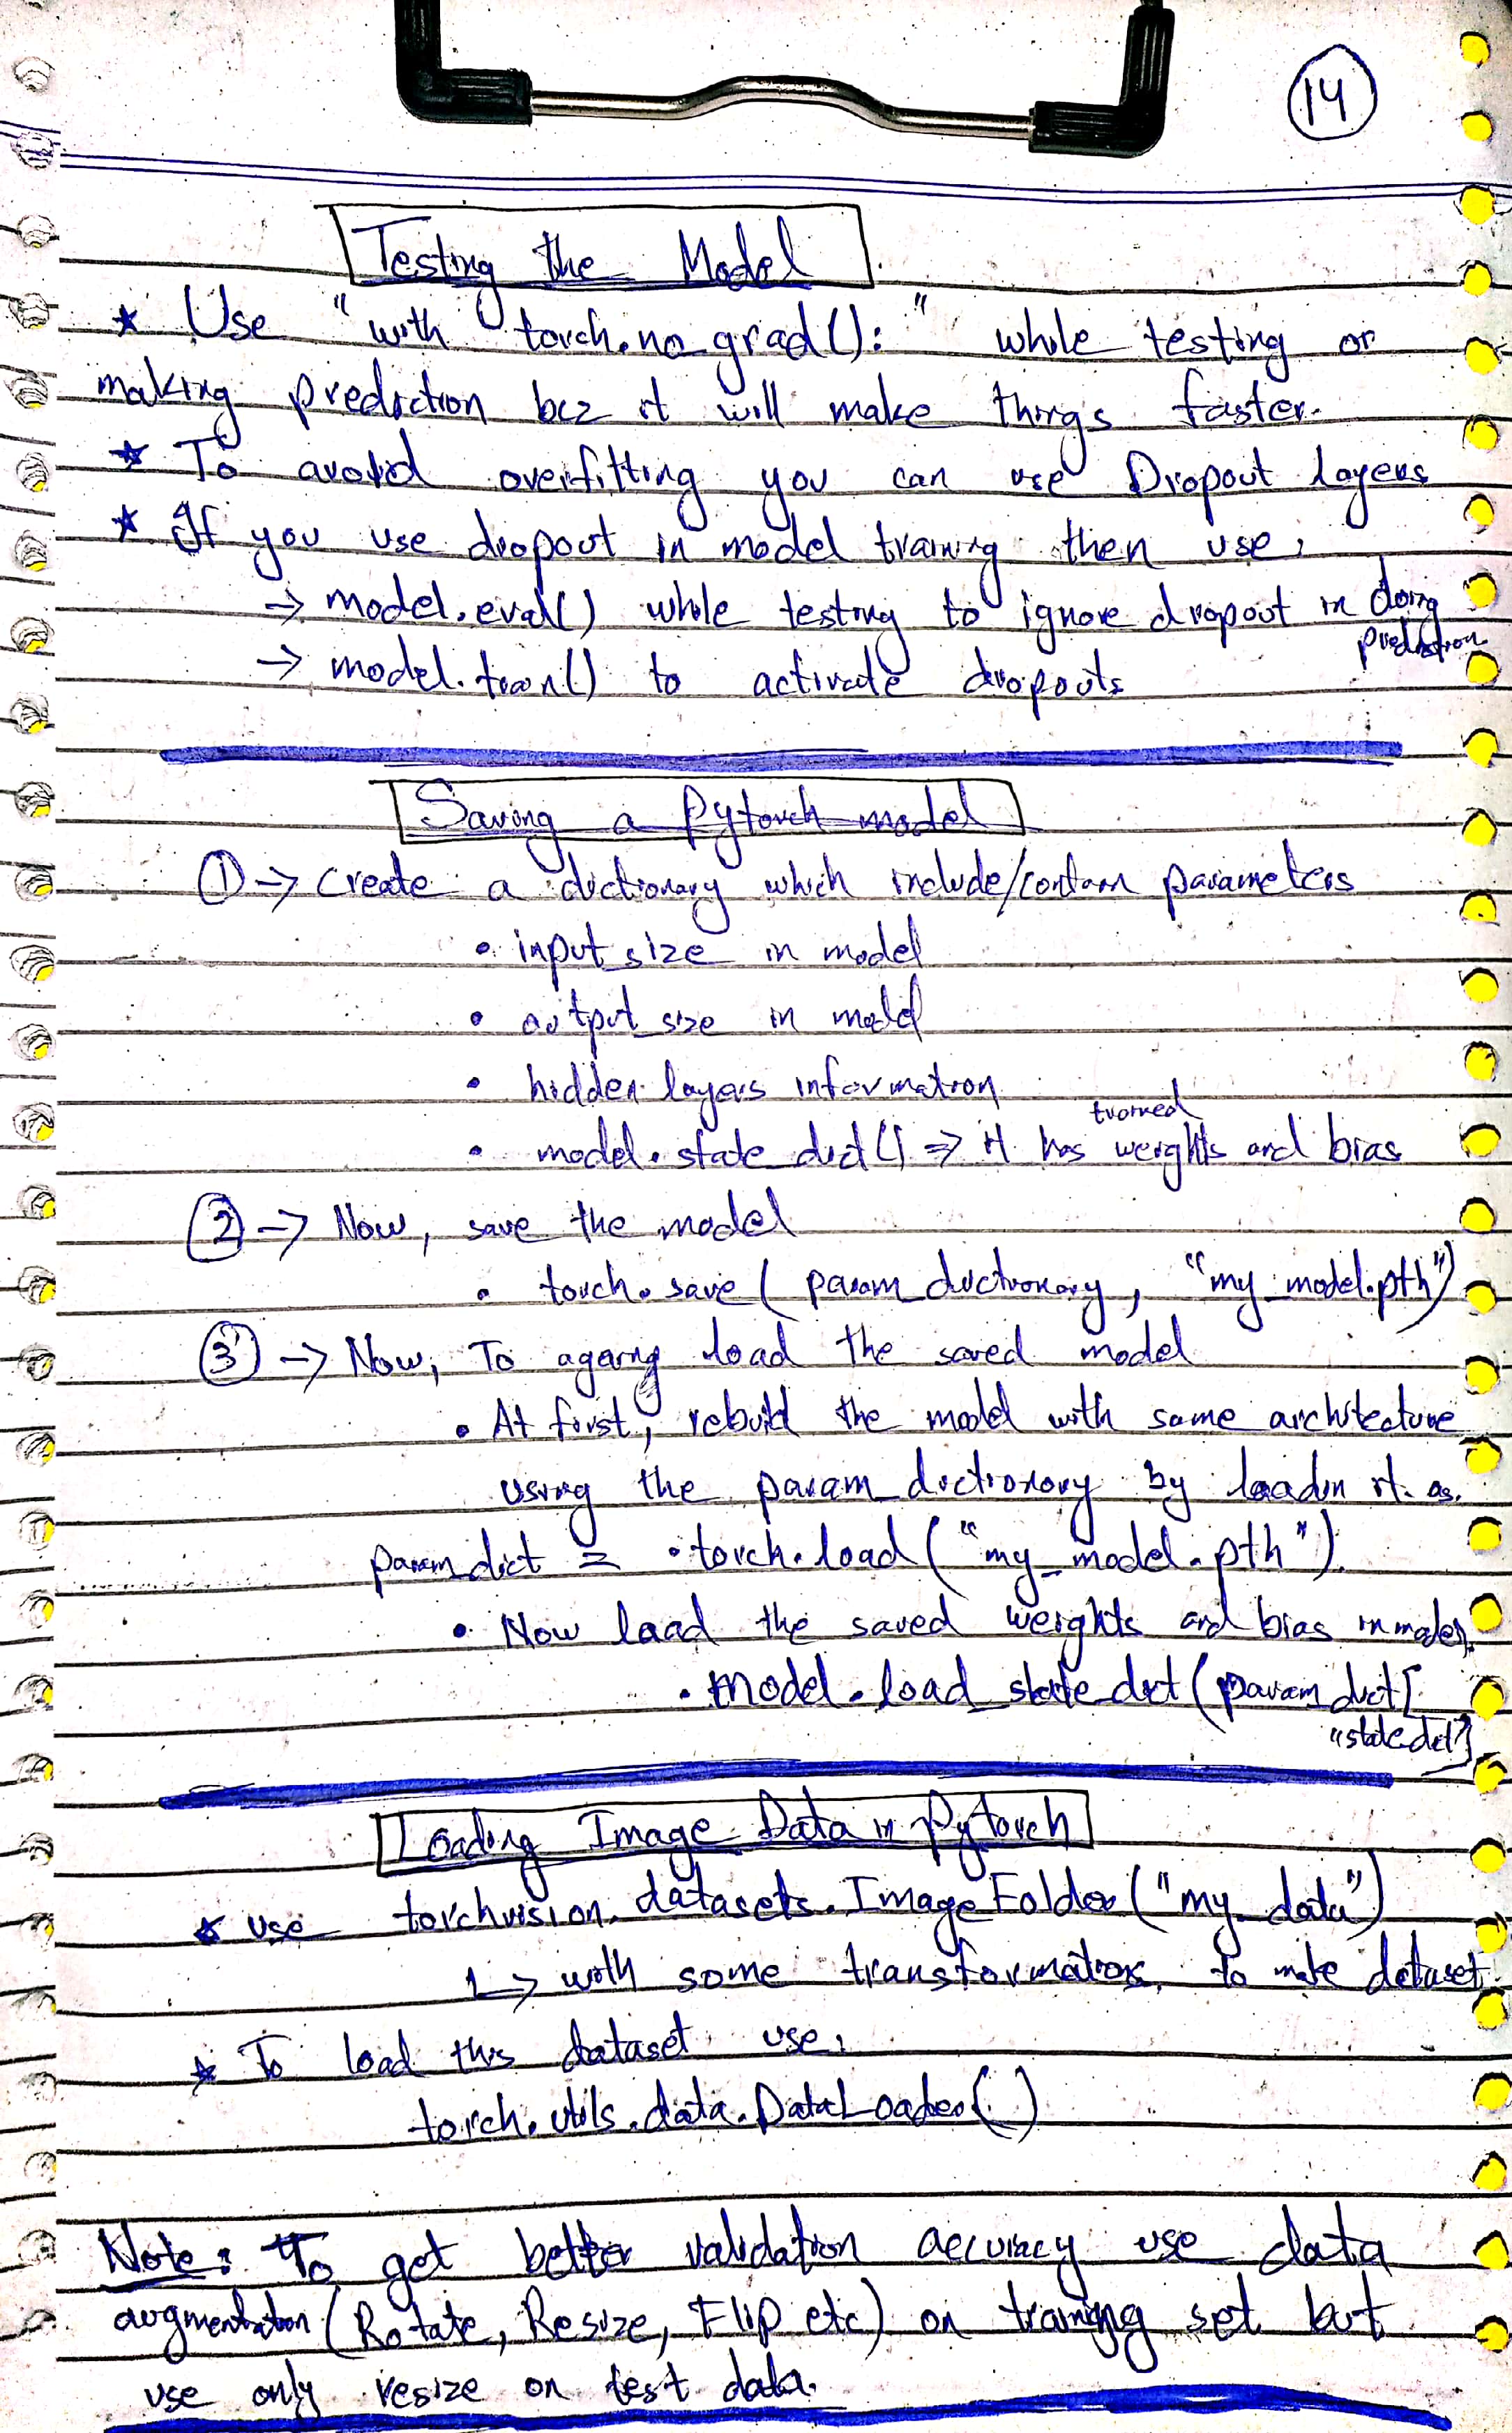 14
Testing the Model
★ Use "with torch.no_grad():" while testing or
making prediction bcz it will make things faster.
★ To avoid overfitting you can use Dropout layers
★ If you use dropout in model training then use,
→ model.eval() while testing to ignore dropout in doing
prediction
→ model.train() to activate dropouts
Saving a Pytorch model
① → Create a dictionary which include/contain parameters
• input size in model
• output size in model
• hidden layers information
trained
• model.state_dict() ⇒ it has weights and bias
② → Now, save the model
• torch.save(param_dictionary, "my_model.pth")
③ → Now, To againg load the saved model
• At first, rebuild the model with same architecture
using the param_dictionary by loadin it as.
param_dict = • torch.load("my_model.pth").
• Now load the saved weights and bias in model.
• model.load_state_dict(param_dict[
"state_dict"]
Loading Image Data in Pytorch
★ use torchvision.datasets.ImageFolder("my_data")
↳ with some transformations, to make dataset
★ To load this dataset use,
torch.utils.data.DataLoader()
Note: To get better validation accuracy use data
augmentation (Rotate, Resize, Flip etc) on training set but
use only resize on test data.